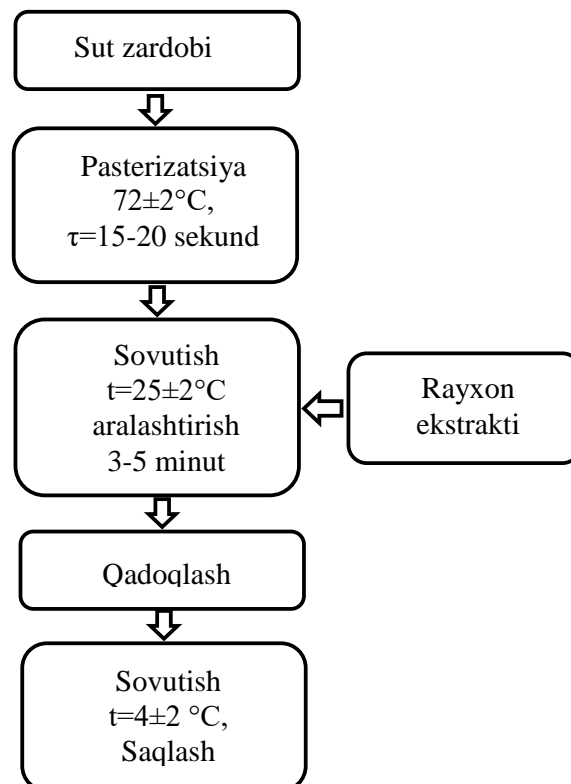 Sut zardobi
Pasterizatsiya
72±2°C,
τ=15-20 sekund
Sovutish
t=25±2°C
aralashtirish
3-5 minut
Rayxon
ekstrakti
Qadoqlash
Sovutish
t=4±2 °C,
Saqlash